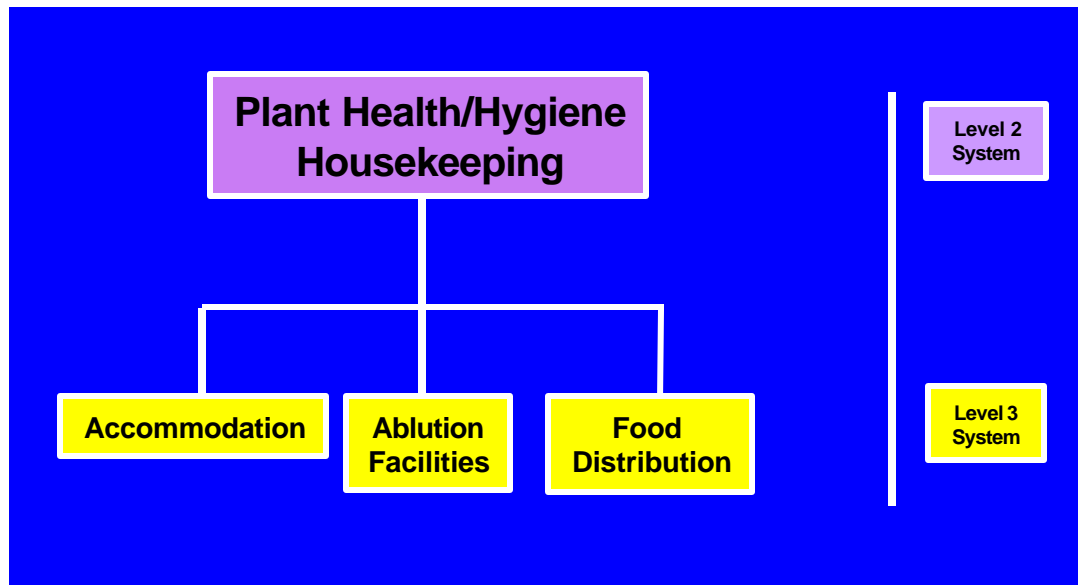 Plant Health/Hygiene
Housekeeping
Level 2
System
Accommodation
Ablution
Facilities
Food
Distribution
Level 3
System